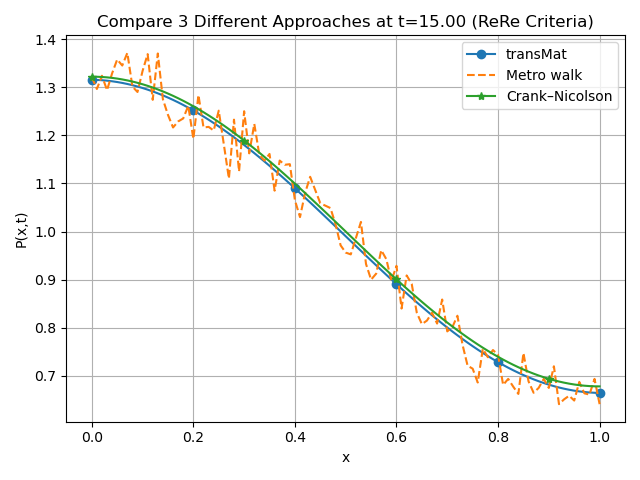 Compare 3 Different Approaches at t=15.00 (ReRe Criteria)
transMat
Metro walk
Crank–Nicolson
P(x,t)
1.4
1.3
1.2
1.1
1.0
0.9
0.8
0.7
0.0 0.2 0.4 0.6 0.8 1.0
x